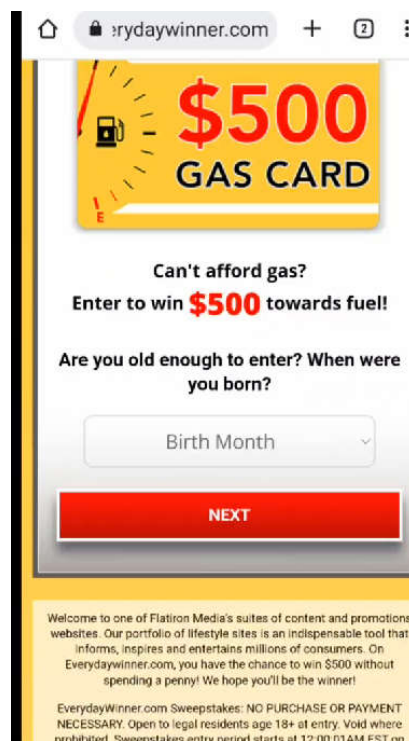 erydaywinner.com
2
$500
GAS CARD
E
Can't afford gas?
Enter to win $500 towards fuel!
Are you old enough to enter? When were
you born?
Birth Month
NEXT
Welcome to one of Flatiron Media's suites of content and promotions
websites. Our portfolio of lifestyle sites is an indispensable tool that
informs, inspires and entertains millions of consumers. On
Everydaywinner.com, you have the chance to win $500 without
spending a penny! We hope you'll be the winner!
EverydayWinner.com Sweepstakes: NO PURCHASE OR PAYMENT
NECESSARY. Open to legal residents age 18+ at entry. Void where
prohibited. Sweepstakes entry period starts at 12:00:01AM EST on